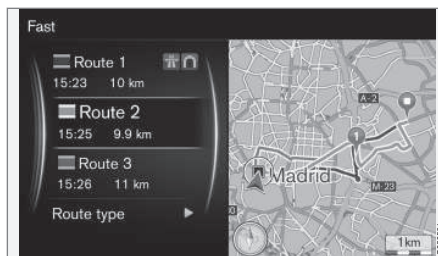 Fast
Route 1
15:23 10 km
Route 2
15:25 9.9 km
Route 3
15:26 11 km
Route type
A-2
1
Madrid
M-23
1km